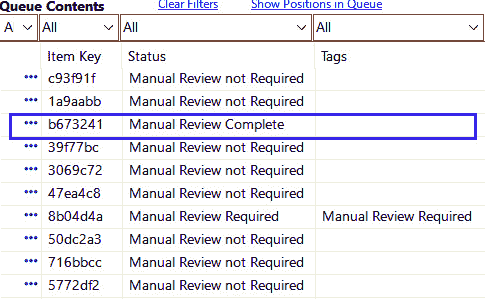 Queue Contents Clear Filters Show Positions in Queue
A All All All
Item Key Status Tags
c93f91f Manual Review not Required
1a9aabb Manual Review not Required
b673241 Manual Review Complete
39f77bc Manual Review not Required
3069c72 Manual Review not Required
47ea4c8 Manual Review not Required
8b04d4a Manual Review Required Manual Review Required
50dc2a3 Manual Review not Required
716bbcc Manual Review not Required
5772df2 Manual Review not Required